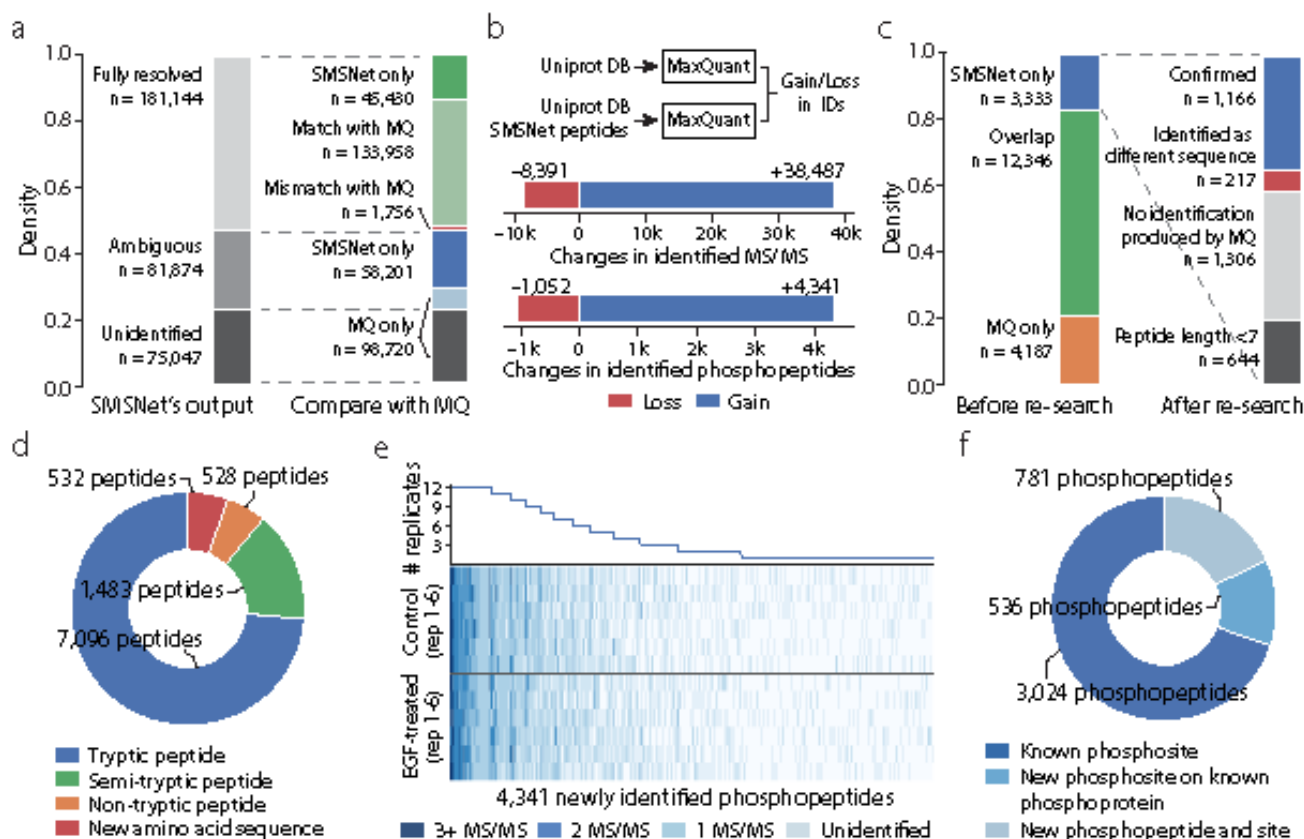 a
Density
1.0
0.8
0.6
0.4
0.2
0.0
Fully resolved
n = 181,144
Ambiguous
n = 81,874
Unidentified
n = 75,047
SMSNet only
n = 45,430
Match with MQ
n = 133,958
Mismatch with MQ
n = 1,756
SMSNet only
n = 58,201
MQ only
n = 98,720
SMSNet's output
Compare with MQ
b
Uniprot DB
MaxQuant
Uniprot DB
SMSNet peptides
MaxQuant
Gain/Loss
in IDs
−8,391
+38,487
−10k
0
10k
20k
30k
40k
Changes in identified MS/MS
−1,052
+4,341
−1k
0
1k
2k
3k
4k
Changes in identified phosphopeptides
Loss
Gain
c
Density
1.0
0.8
0.6
0.4
0.2
0.0
SMSNet only
n = 3,333
Overlap
n = 12,346
MQ only
n = 4,187
Confirmed
n = 1,166
Identified as
different sequence
n = 217
No identification
produced by MQ
n = 1,306
Peptide length <7
n = 644
Before re-search
After re-search
d
532 peptides
528 peptides
1,483 peptides
7,096 peptides
Tryptic peptide
Semi-tryptic peptide
Non-tryptic peptide
New amino acid sequence
e
# replicates
12
9
6
3
Control
(rep 1-6)
EGF-treated
(rep 1-6)
4,341 newly identified phosphopeptides
3+ MS/MS
2 MS/MS
1 MS/MS
Unidentified
f
781 phosphopeptides
536 phosphopeptides
3,024 phosphopeptides
Known phosphosite
New phosphosite on known
phosphoprotein
New phosphopeptide and site